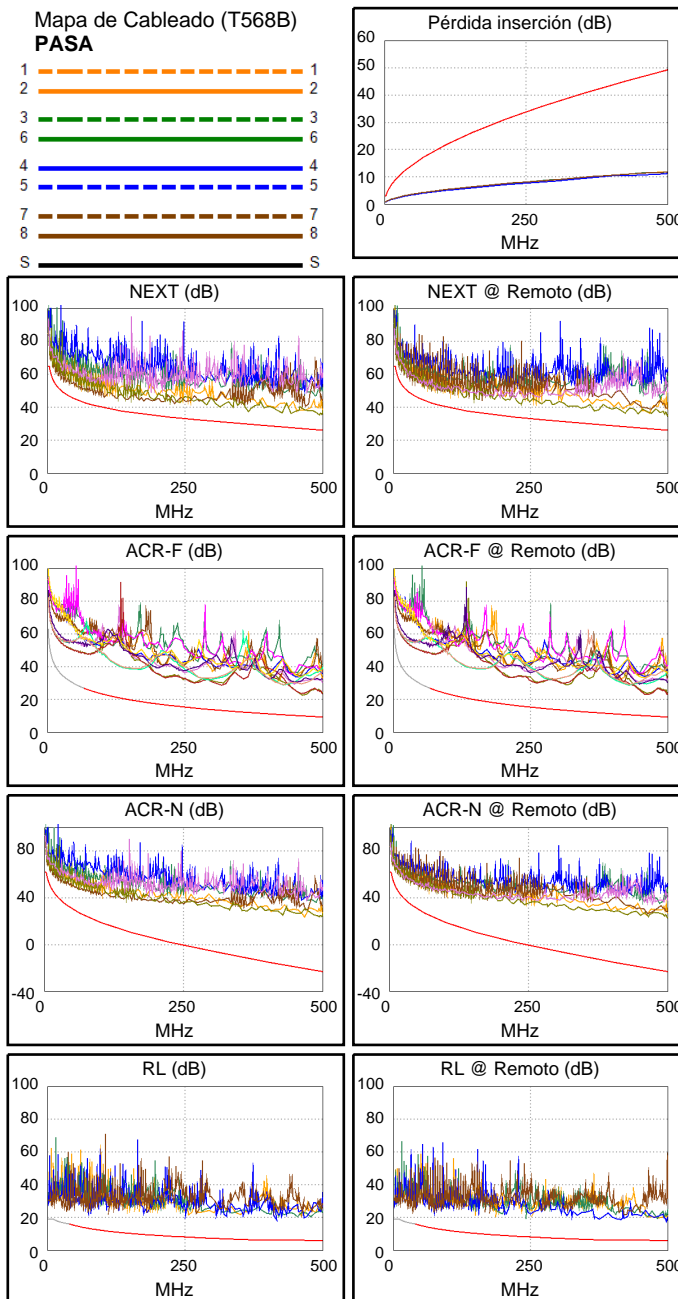 Mapa de Cableado (T568B)
PASA
1 1
2 2
3 3
6 6
4 4
5 5
7 7
8 8
S S
Pérdida inserción (dB)
60
50
40
30
20
10
0
0 250 500
MHz
NEXT (dB)
100
80
60
40
20
0
0 250 500
MHz
NEXT @ Remoto (dB)
100
80
60
40
20
0
0 250 500
MHz
ACR-F (dB)
100
80
60
40
20
0
0 250 500
MHz
ACR-F @ Remoto (dB)
100
80
60
40
20
0
0 250 500
MHz
ACR-N (dB)
80
40
0
-40
0 250 500
MHz
ACR-N @ Remoto (dB)
80
40
0
-40
0 250 500
MHz
RL (dB)
100
80
60
40
20
0
0 250 500
MHz
RL @ Remoto (dB)
100
80
60
40
20
0
0 250 500
MHz